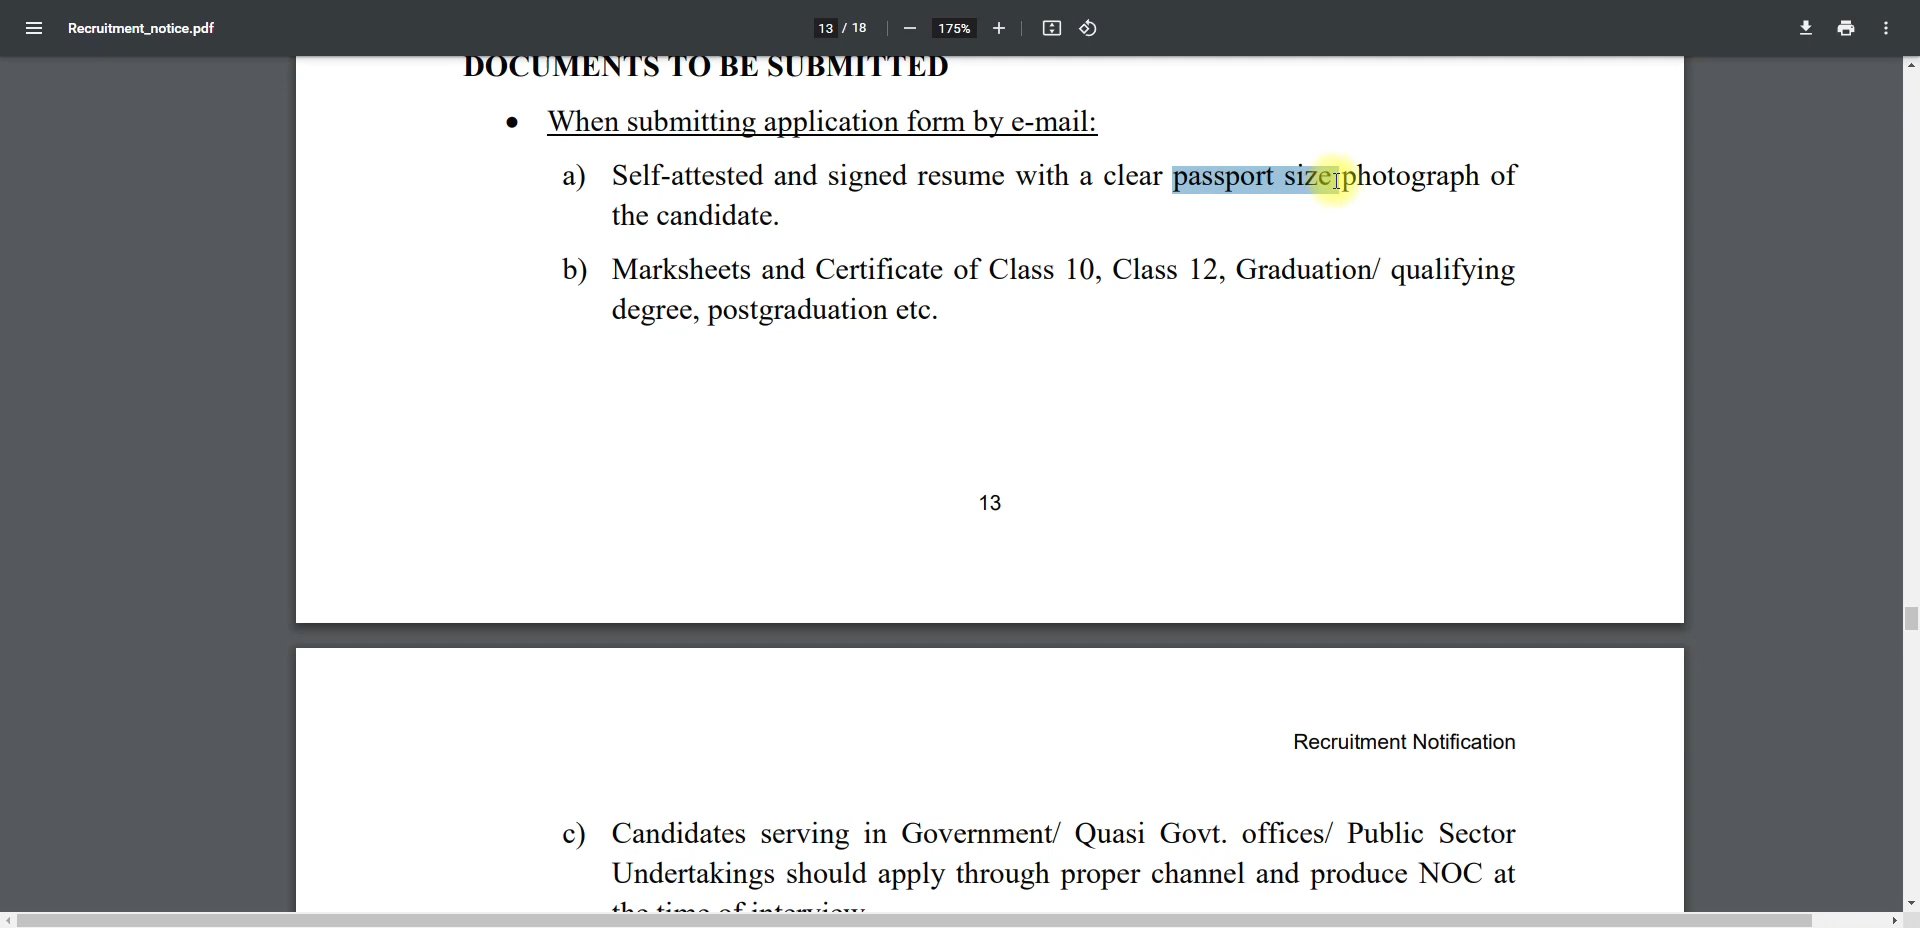 Recruitment_notice.pdf
13 / 18
175%
DOCUMENTS TO BE SUBMITTED
• When submitting application form by e-mail:
a) Self-attested and signed resume with a clear passport size photograph of
the candidate.
b) Marksheets and Certificate of Class 10, Class 12, Graduation/ qualifying
degree, postgraduation etc.
13
Recruitment Notification
c) Candidates serving in Government/ Quasi Govt. offices/ Public Sector
Undertakings should apply through proper channel and produce NOC at
the time of interview